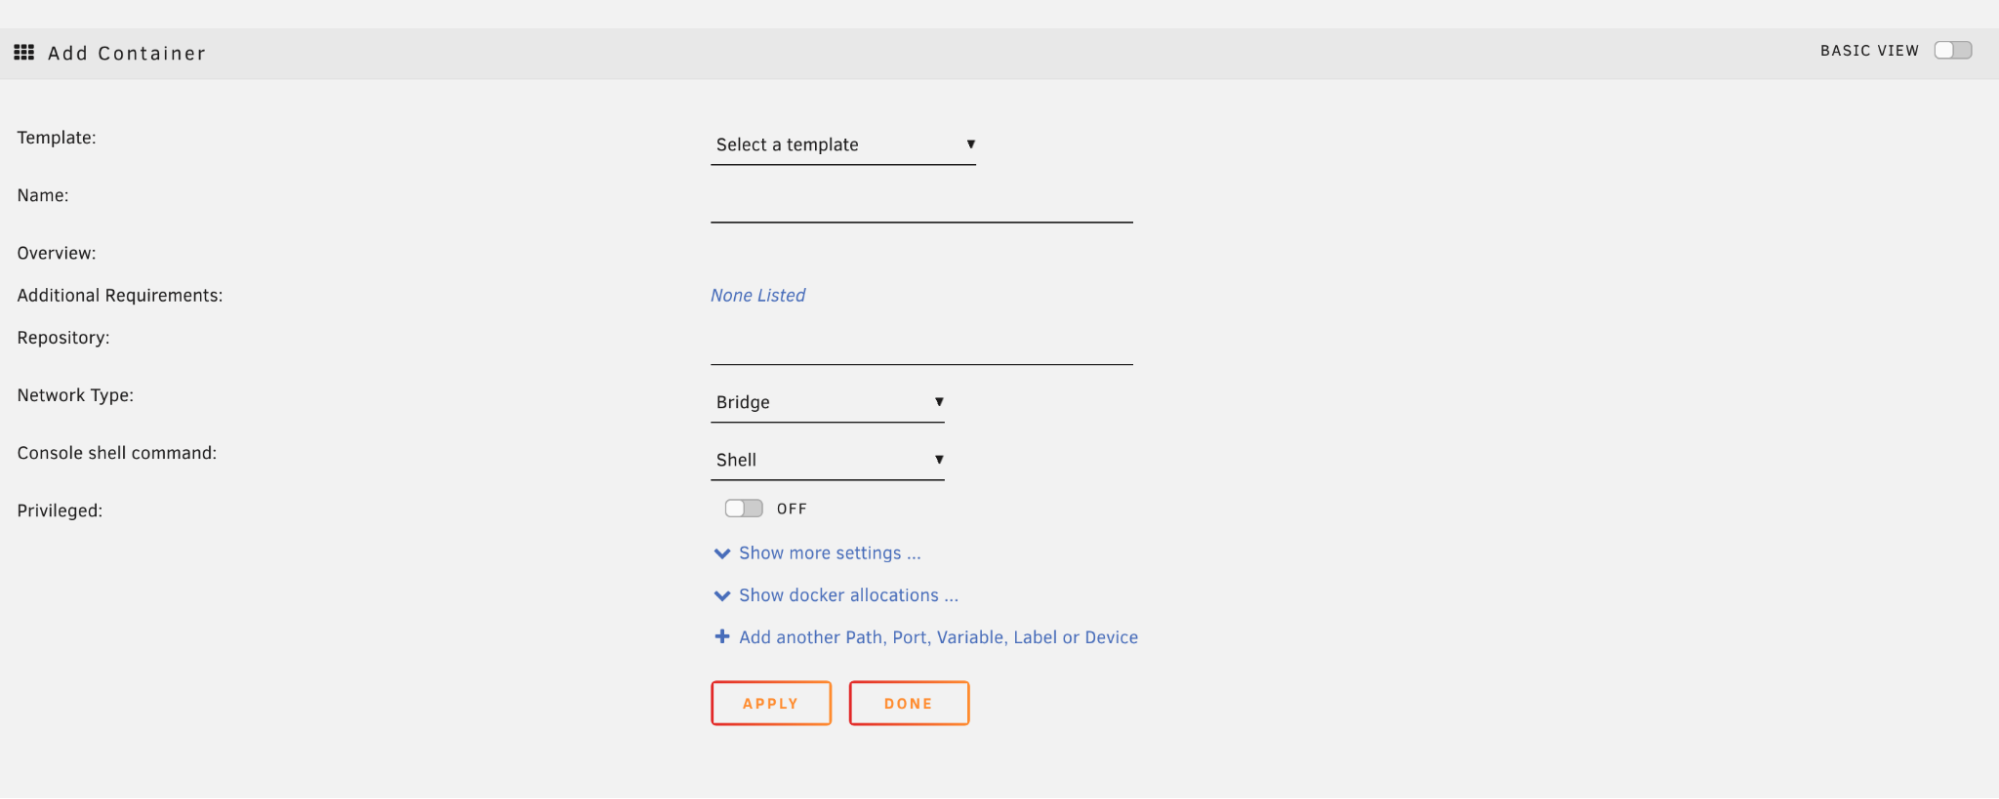 Add Container
BASIC VIEW
Template:
Select a template
Name:
Overview:
Additional Requirements:
None Listed
Repository:
Network Type:
Bridge
Console shell command:
Shell
Privileged:
OFF
Show more settings ...
Show docker allocations ...
Add another Path, Port, Variable, Label or Device
APPLY
DONE